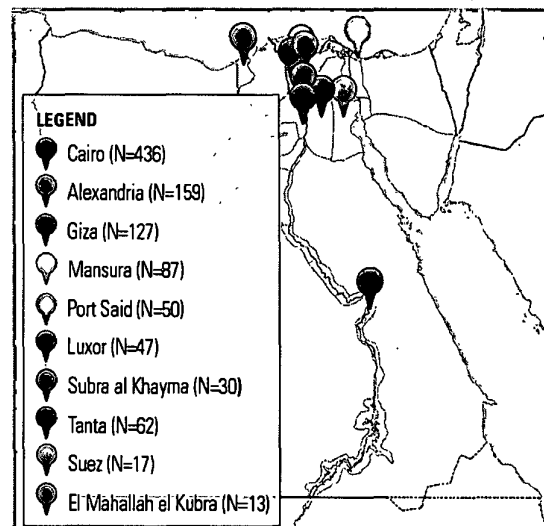 LEGEND
Cairo (N=436)
Alexandria (N=159)
Giza (N=127)
Mansura (N=87)
Port Said (N=50)
Luxor (N=47)
Subra al Khayma (N=30)
Tanta (N=62)
Suez (N=17)
El Mahallah el Kubra (N=13)